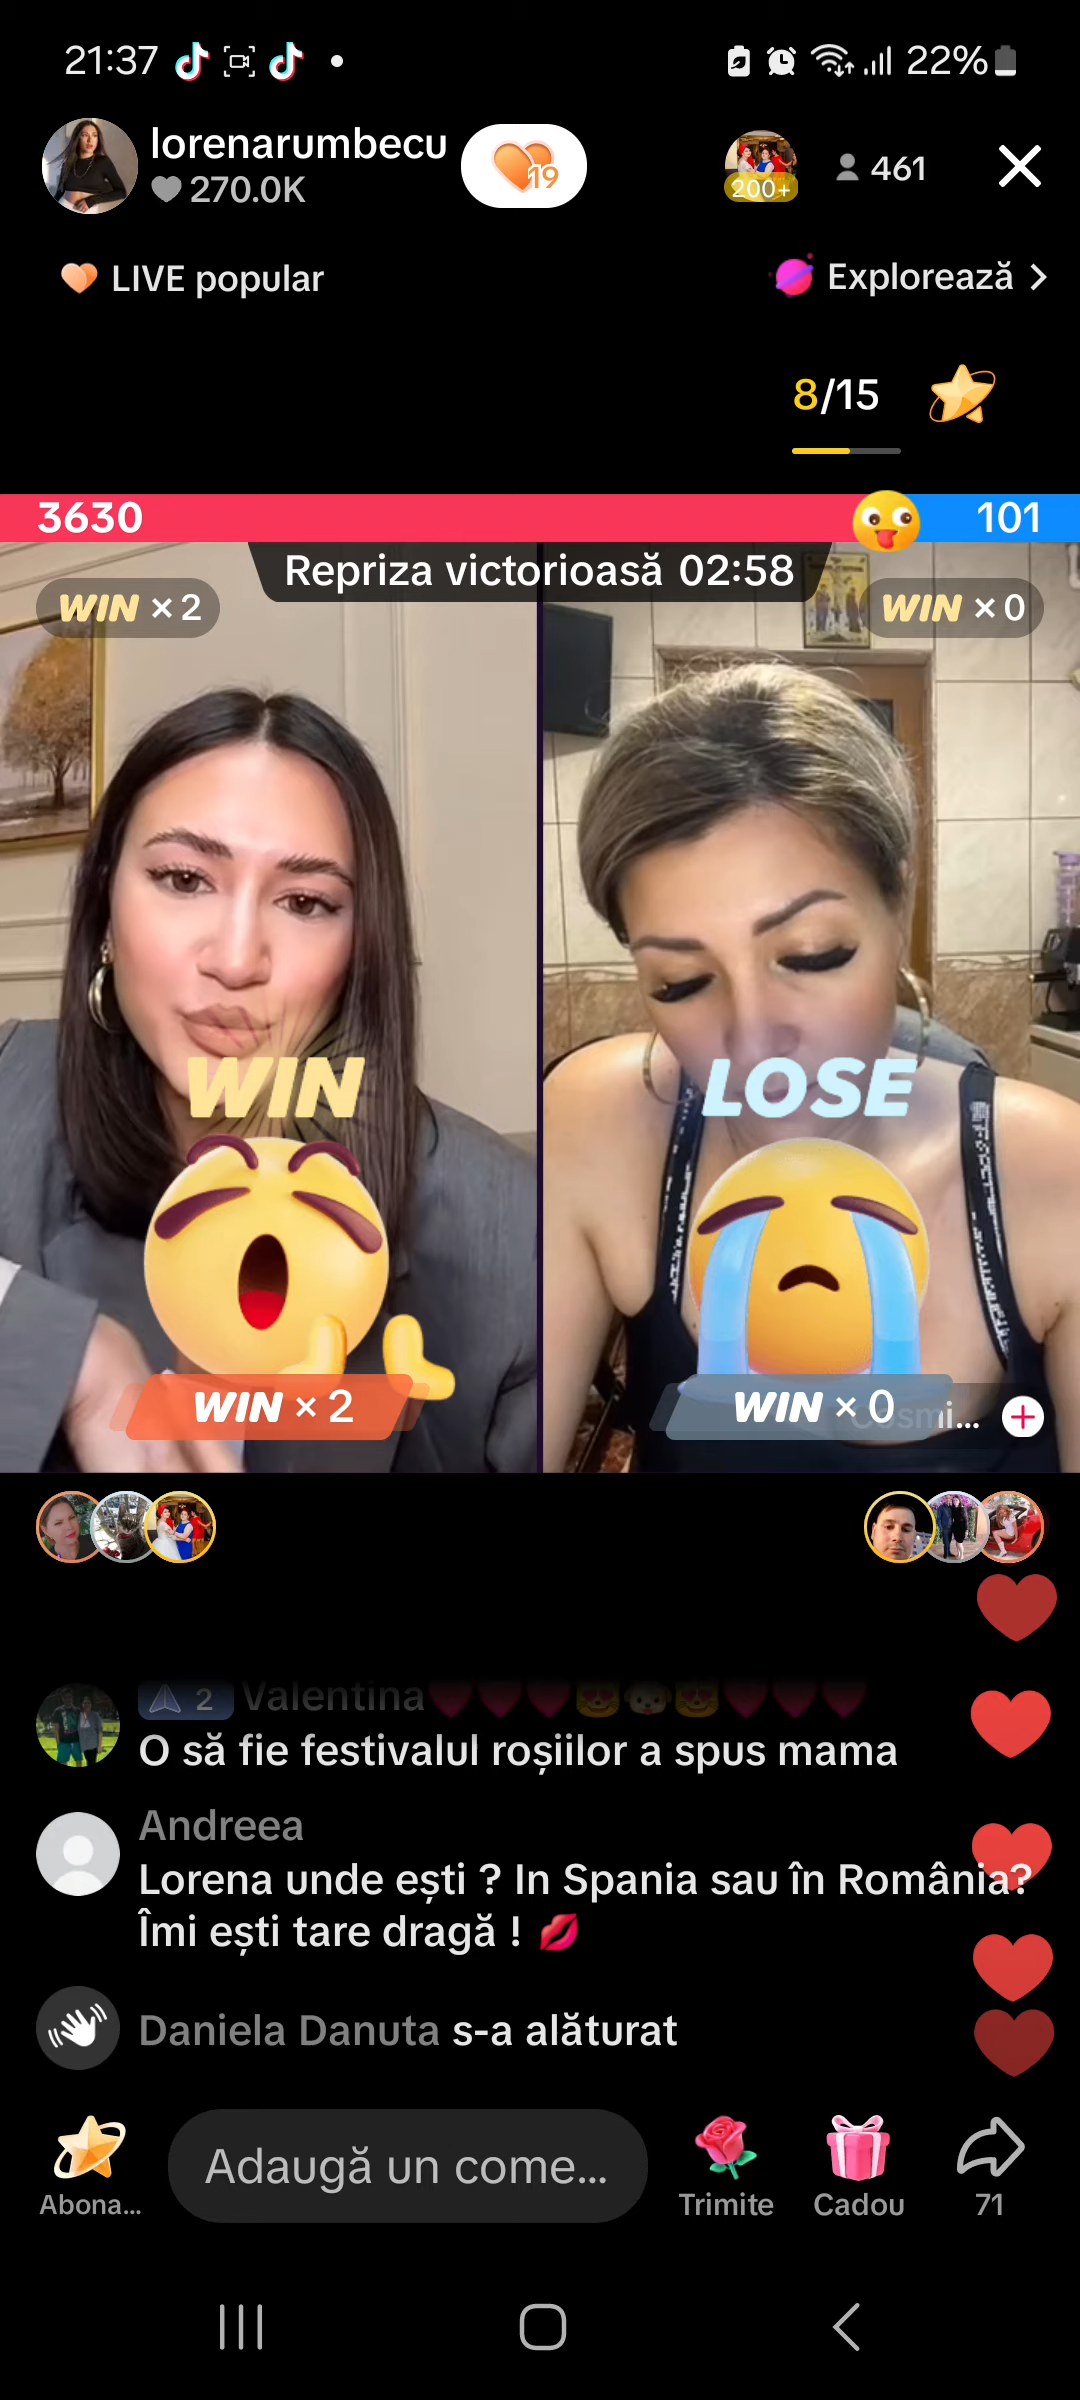 21:37
22%
lorenarumbecu
270.0K
19
200+
461
LIVE popular
Explorează
8/15
3630
101
Repriza victorioasă 02:58
WIN × 2
WIN × 0
WIN
LOSE
WIN × 2
WIN × 0
2 Valentina
O să fie festivalul roșiilor a spus mama
Andreea
Lorena unde ești ? In Spania sau în România?
Îmi ești tare dragă ! 💋
Daniela Danuta s-a alăturat
Abona...
Adaugă un come...
Trimite
Cadou
71